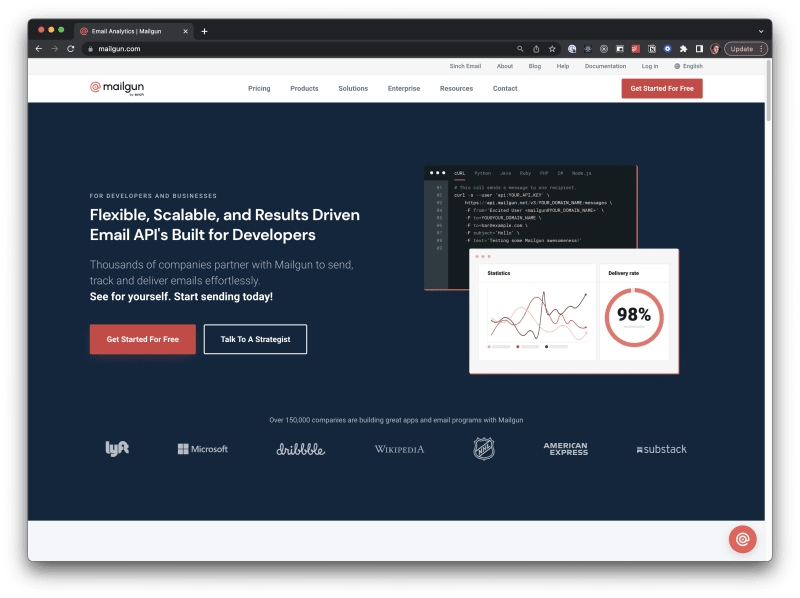 Email Analytics | Mailgun
mailgun.com
Update
Sinch Email About Blog Help Documentation Log in English
mailgun
by sinch
Pricing Products Solutions Enterprise Resources Contact
Get Started For Free
FOR DEVELOPERS AND BUSINESSES
Flexible, Scalable, and Results Driven
Email API's Built for Developers
Thousands of companies partner with Mailgun to send,
track and deliver emails effortlessly.
See for yourself. Start sending today!
Get Started For Free
Talk To A Strategist
cURL Python Java Ruby PHP C# Node.js
01 # This code sends a message to one recipient.
02 curl -s --user 'api:YOUR_API_KEY' \
03 https://api.mailgun.net/v3/YOUR_DOMAIN_NAME/messages \
04 -F from='Excited User <mailgun@YOUR_DOMAIN_NAME>' \
05 -F to=YOU@YOUR_DOMAIN_NAME \
06 -F to=bar@example.com \
07 -F subject='Hello' \
08 -F text='Testing some Mailgun awesomeness!'
09
Statistics
Delivery rate
98%
Over 150,000 companies are building great apps and email programs with Mailgun
lyft
Microsoft
dribbble
WIKIPEDIA
NHL
AMERICAN
EXPRESS
substack